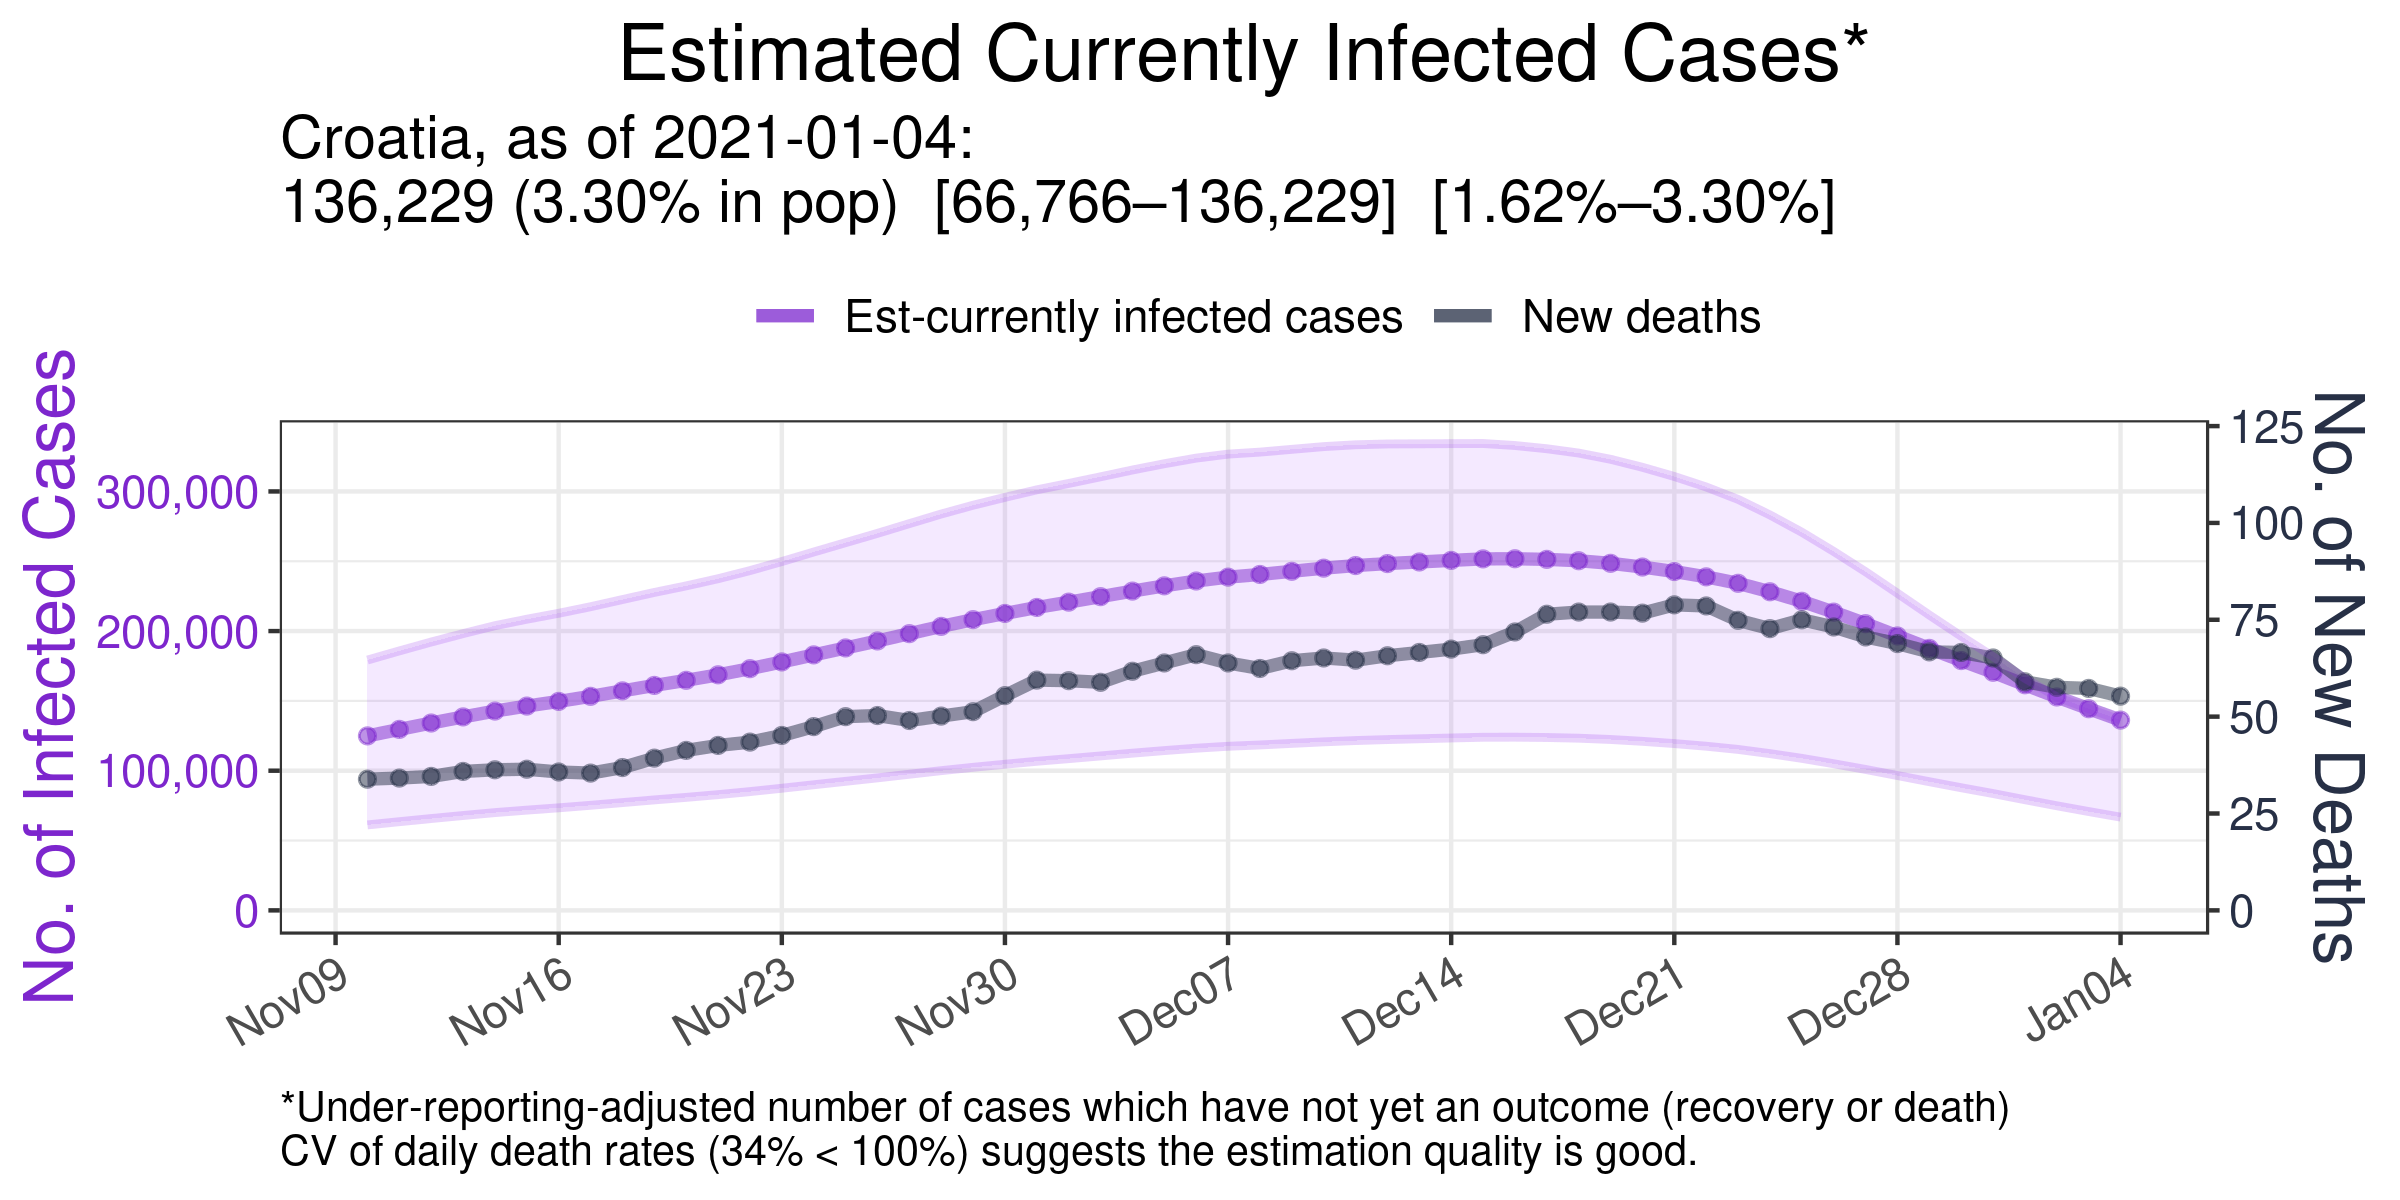 Estimated Currently Infected Cases*
Croatia, as of 2021-01-04:
136,229 (3.30% in pop)  [66,766–136,229]  [1.62%–3.30%]
Est-currently infected cases
New deaths
No. of Infected Cases
300,000
200,000
100,000
0
125
100
75
50
25
0
No. of New Deaths
Nov09
Nov16
Nov23
Nov30
Dec07
Dec14
Dec21
Dec28
Jan04
*Under-reporting-adjusted number of cases which have not yet an outcome (recovery or death)
CV of daily death rates (34% < 100%) suggests the estimation quality is good.